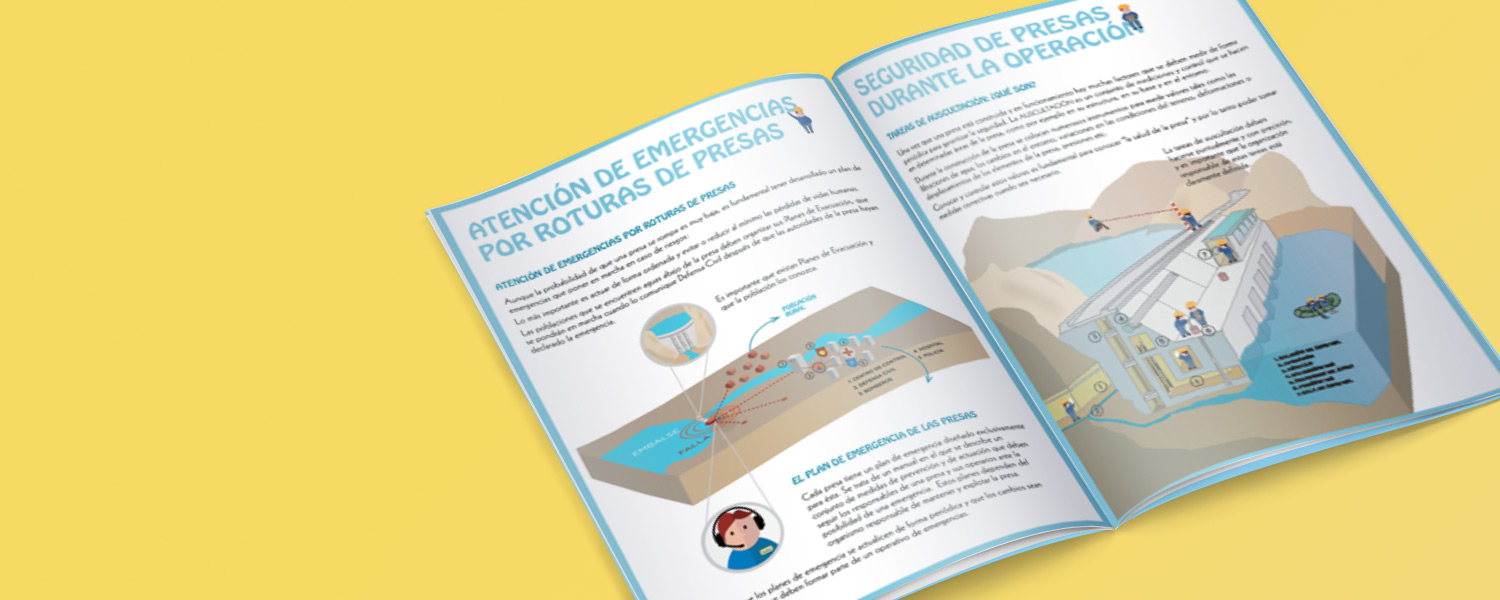 ATENCIÓN DE EMERGENCIAS
POR ROTURAS DE PRESAS
ATENCIÓN DE EMERGENCIAS POR ROTURAS DE PRESAS
Aunque la probabilidad de que una presa se rompa es muy baja, es fundamental tener desarrollado un plan de
emergencias que poner en marcha en caso de riesgos.
Lo más importante es actuar de forma ordenada y evitar o reducir al mínimo las pérdidas de vidas humanas.
Las poblaciones que se encuentren aguas abajo de la presa deben organizar sus Planes de Evacuación, que
se pondrán en marcha cuando lo comunique Defensa Civil después de que las autoridades de la presa hayan
declarado la emergencia.
Es importante que existan Planes de Evacuación y
que la población los conozca.
POBLACIÓN
RURAL
EMBALSE
FALLA
1. CENTRO DE CONTROL
2. DEFENSA CIVIL
3. BOMBEROS
4. HOSPITAL
5. POLICÍA
EL PLAN DE EMERGENCIA DE LAS PRESAS
Cada presa tiene un plan de emergencia diseñado exclusivamente
para ésta. Se trata de un manual en el que se describe un
conjunto de medidas de prevención y de actuación que deben
seguir los responsables de una presa y sus operarios ante la
posibilidad de una emergencia. Estos planes dependen del
organismo responsable de mantener y explotar la presa.
los planes de emergencia se actualicen de forma periódica y que los cambios sean
deben formar parte de un operativo de emergencias.
SEGURIDAD DE PRESAS
DURANTE LA OPERACIÓN
TAREAS DE AUSCULTACIÓN: ¿QUÉ SON?
Una vez que una presa está construida y en funcionamiento hay muchos factores que se deben medir de forma
periódica para garantizar la seguridad. La AUSCULTACIÓN es un conjunto de mediciones y control que se hacen
en determinadas áreas de la presa, como por ejemplo en su estructura, en su base y en el entorno.
Durante la construcción de la presa se colocan numerosos instrumentos para medir valores tales como las
filtraciones de agua, los cambios en el entorno, variaciones en las condiciones del terreno, deformaciones o
desplazamientos de los elementos de la presa, presiones etc.
Conocer y controlar estos valores es fundamental para conocer "la salud de la presa" y por lo tanto poder tomar
medidas correctivas cuando sea necesario.
La tareas de auscultación deben
hacerse puntualmente y con precisión,
y es importante que la organización
responsable de estas tareas esté
claramente definida.